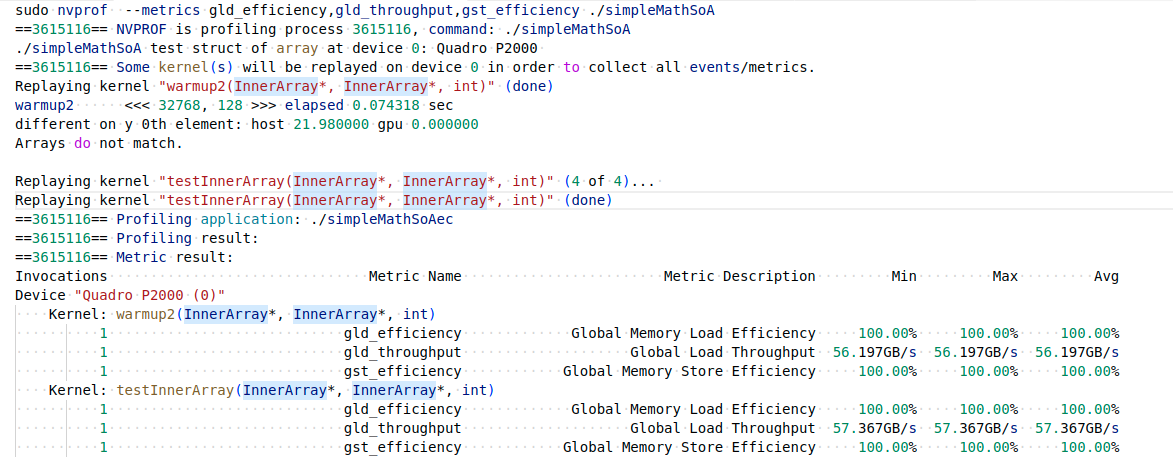 sudo nvprof --metrics gld_efficiency,gld_throughput,gst_efficiency ./simpleMathSoA
==3615116== NVPROF is profiling process 3615116, command: ./simpleMathSoA
./simpleMathSoA test struct of array at device 0: Quadro P2000
==3615116== Some kernel(s) will be replayed on device 0 in order to collect all events/metrics.
Replaying kernel "warmup2(InnerArray*, InnerArray*, int)" (done)
warmup2      <<< 32768, 128 >>> elapsed 0.074318 sec
different on y 0th element: host 21.980000 gpu 0.000000
Arrays do not match.

Replaying kernel "testInnerArray(InnerArray*, InnerArray*, int)" (4 of 4)...
Replaying kernel "testInnerArray(InnerArray*, InnerArray*, int)" (done)
==3615116== Profiling application: ./simpleMathSoAec
==3615116== Profiling result:
==3615116== Metric result:
Invocations                               Metric Name                        Metric Description         Min         Max         Avg
Device "Quadro P2000 (0)"
    Kernel: warmup2(InnerArray*, InnerArray*, int)
          1                            gld_efficiency             Global Memory Load Efficiency     100.00%     100.00%     100.00%
          1                            gld_throughput                    Global Load Throughput  56.197GB/s  56.197GB/s  56.197GB/s
          1                            gst_efficiency            Global Memory Store Efficiency     100.00%     100.00%     100.00%
    Kernel: testInnerArray(InnerArray*, InnerArray*, int)
          1                            gld_efficiency             Global Memory Load Efficiency     100.00%     100.00%     100.00%
          1                            gld_throughput                    Global Load Throughput  57.367GB/s  57.367GB/s  57.367GB/s
          1                            gst_efficiency            Global Memory Store Efficiency     100.00%     100.00%     100.00%